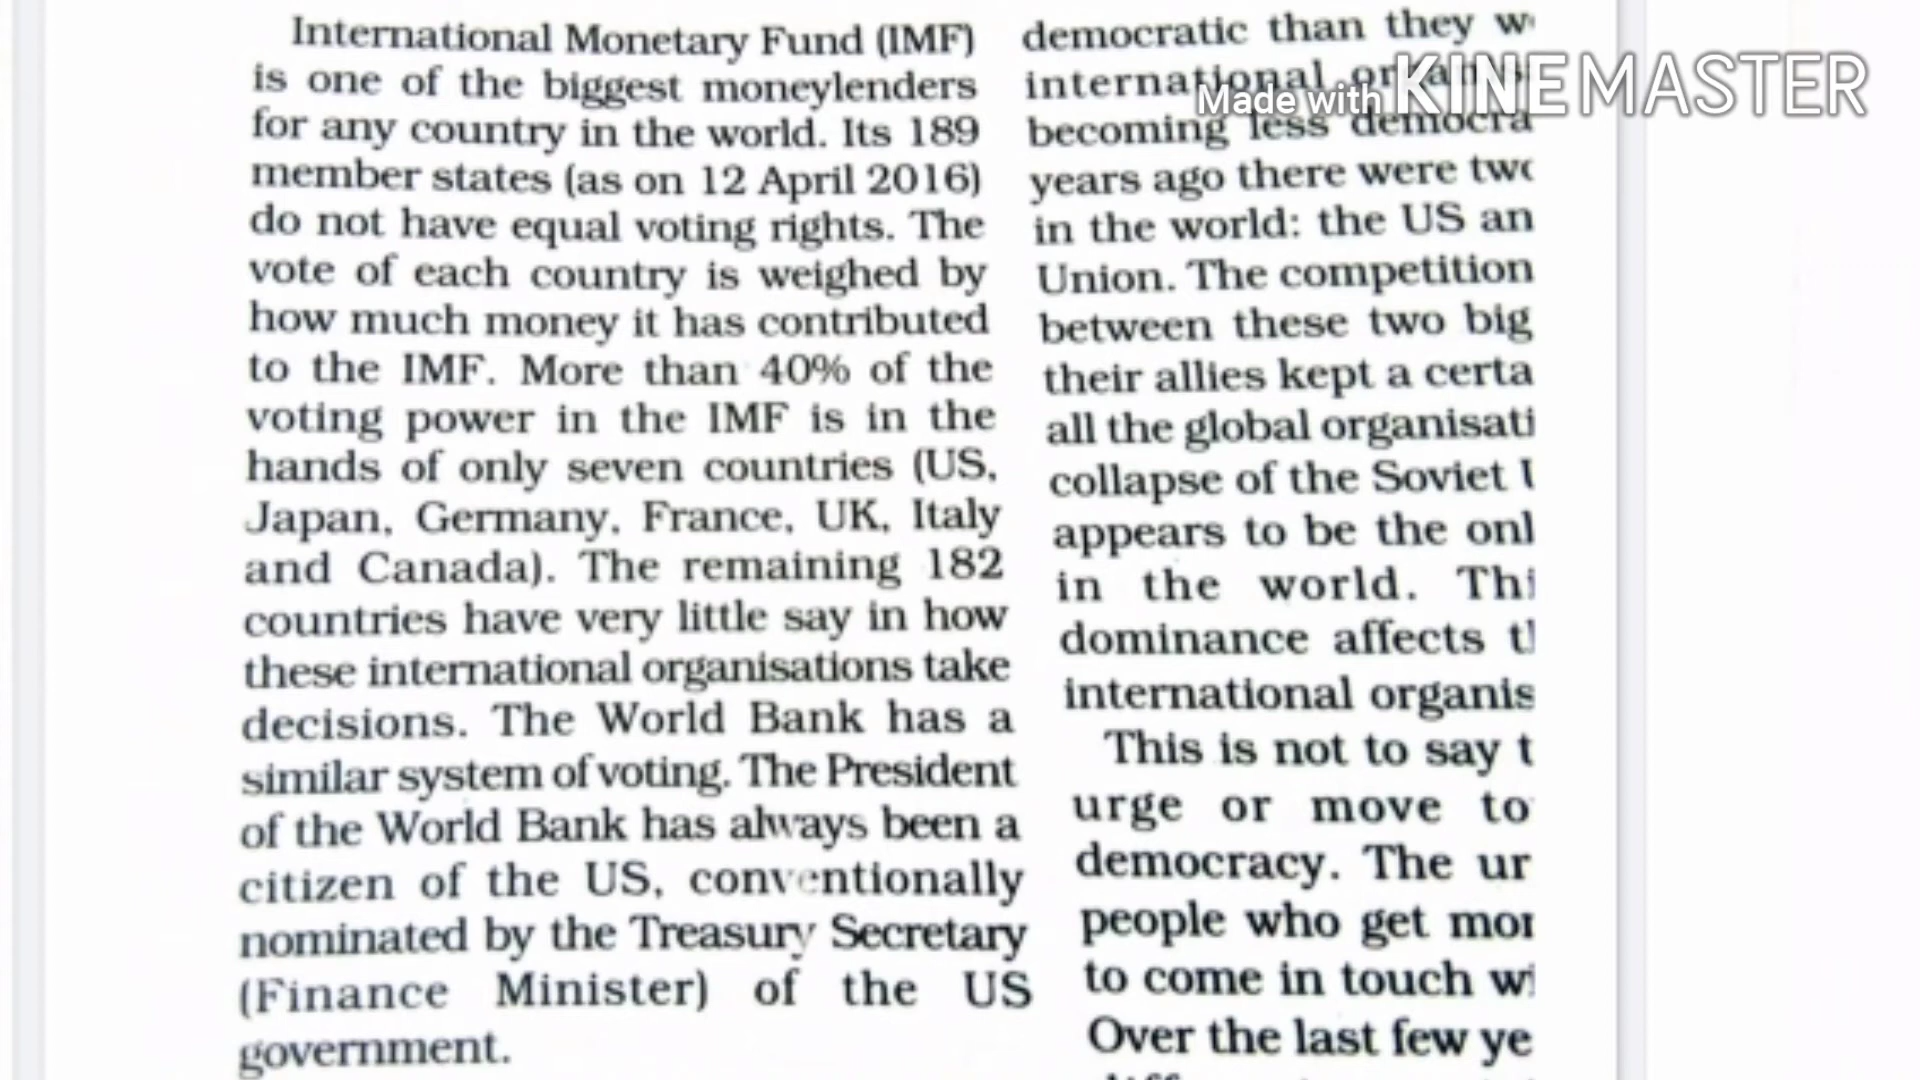 International Monetary Fund (IMF)
is one of the biggest moneylenders
for any country in the world. Its 189
member states (as on 12 April 2016)
do not have equal voting rights. The
vote of each country is weighed by
how much money it has contributed
to the IMF. More than 40% of the
voting power in the IMF is in the
hands of only seven countries (US,
Japan, Germany, France, UK, Italy
and Canada). The remaining 182
countries have very little say in how
these international organisations take
decisions. The World Bank has a
similar system of voting. The President
of the World Bank has always been a
citizen of the US, conventionally
nominated by the Treasury Secretary
(Finance Minister) of the US
government.
democratic than they
international
becoming less
years ago there were
in the world: the US
Union. The competition
between these two big
their allies kept a
all the global
collapse of the Soviet
appears to be the
in the world.
dominance affects
international
This is not to say
urge or move to
democracy. The
people who get
to come in touch
Over the last few
Made with KINEMASTER